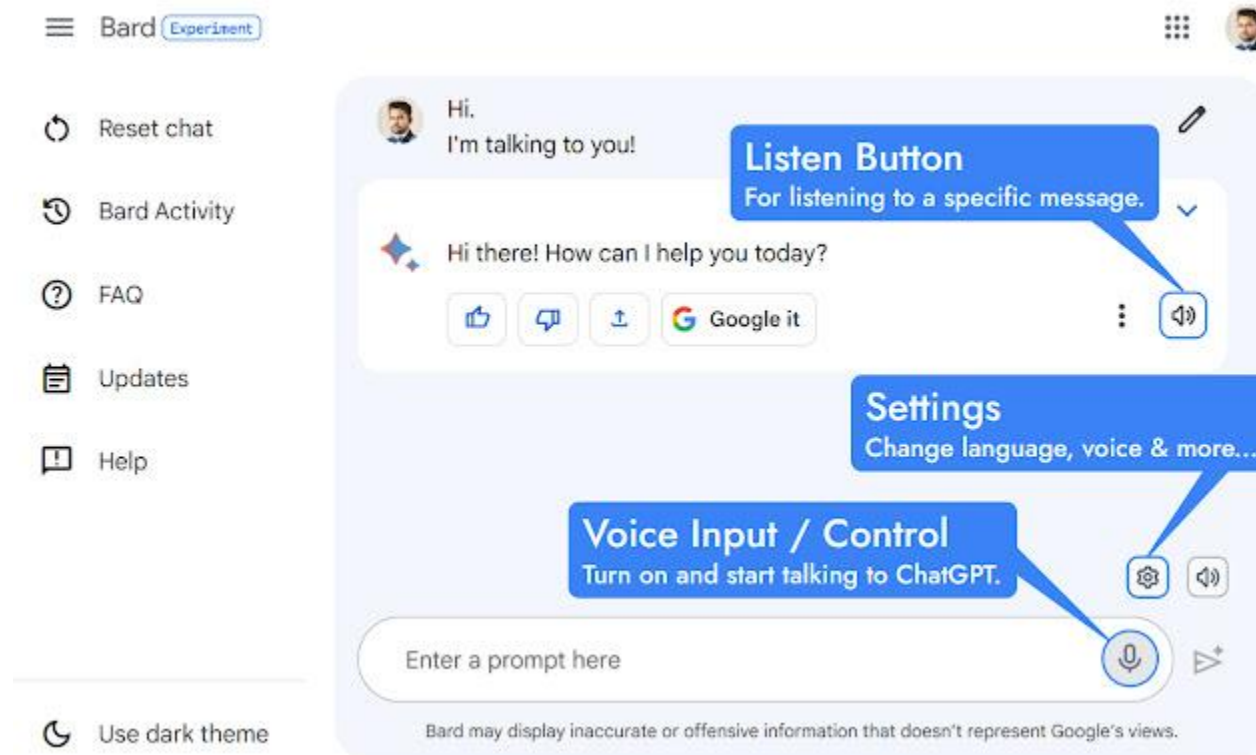 Bard Experiment
Reset chat
Bard Activity
FAQ
Updates
Help
Use dark theme
Hi.
I'm talking to you!
Listen Button
For listening to a specific message.
Hi there! How can I help you today?
Google it
Settings
Change language, voice & more...
Voice Input / Control
Turn on and start talking to ChatGPT.
Enter a prompt here
Bard may display inaccurate or offensive information that doesn't represent Google's views.